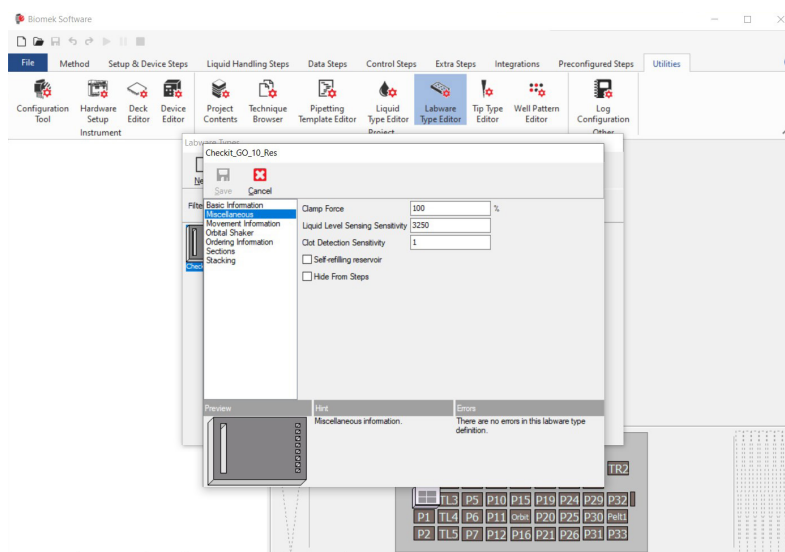 Biomek Software
File Method Setup & Device Steps Liquid Handling Steps Data Steps Control Steps Extra Steps Integrations Preconfigured Steps Utilities
Configuration Tool
Hardware Setup
Deck Editor
Device Editor
Project Contents
Technique Browser
Pipetting Template Editor
Liquid Type Editor
Labware Type Editor
Tip Type Editor
Well Pattern Editor
Log Configuration
Instrument
Project
Other
Labware Types
Checkit_GO_10_Res
Save Cancel
Basic Information
Miscellaneous
Movement Information
Orbital Shaker
Ordering Information
Sections
Stacking
Clamp Force 100 %
Liquid Level Sensing Sensitivity 3250
Clot Detection Sensitivity 1
Self-refilling reservoir
Hide From Steps
Preview
Hint
Errors
Miscellaneous information.
There are no errors in this labware type
definition.
TR2
TL3 P5 P10 P15 P19 P24 P29 P32
P1 TL4 P6 P11 Orbit P20 P25 P30 Pelt1
P2 TL5 P7 P12 P16 P21 P26 P31 P33